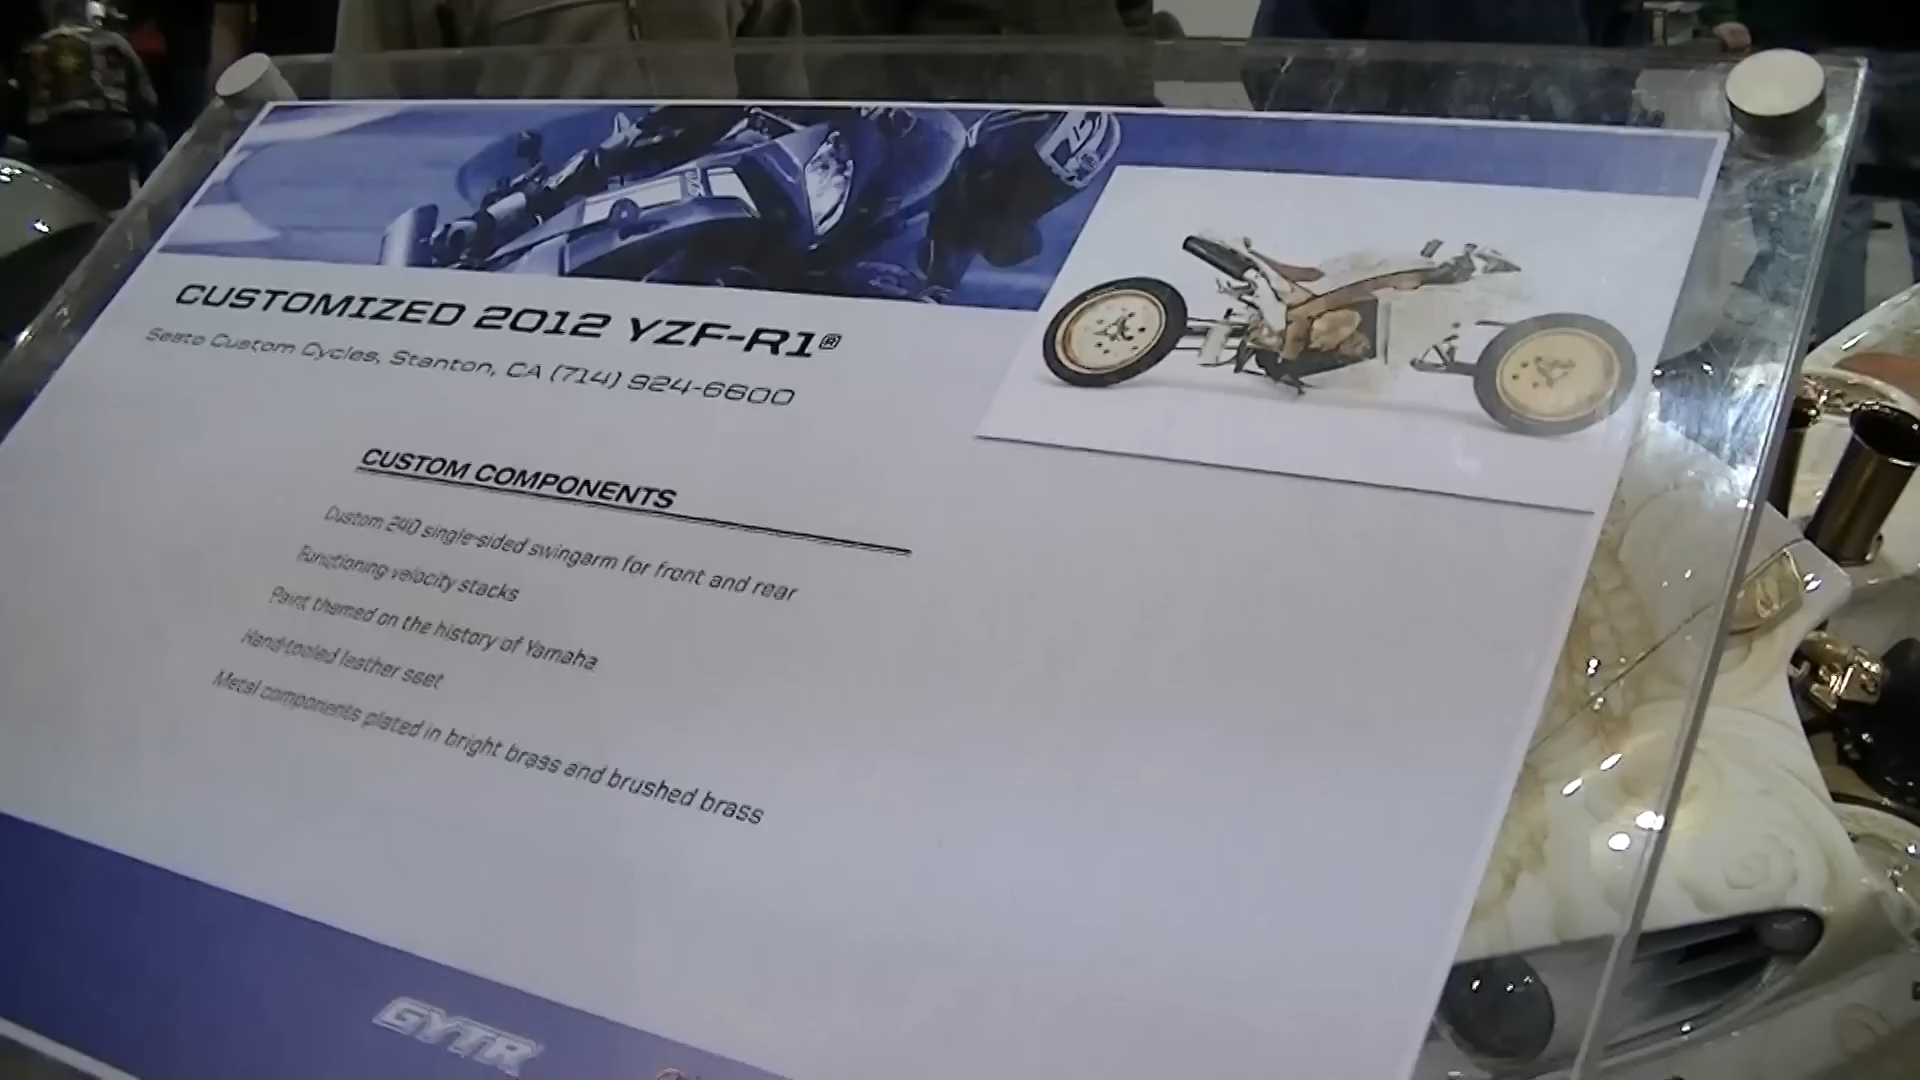 CUSTOMIZED 2012 YZF-R1®
Custom Cycles, Stanton, CA (714) 924-6600
CUSTOM COMPONENTS
Custom 240 single-sided swingarm for front and rear
Functioning velocity stacks
Paint themed on the history of Yamaha
Hand-tooled leather seat
Metal components plated in bright brass and brushed brass
GYTR